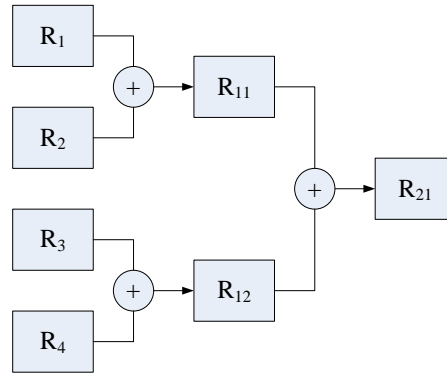 R₁
+
R₂
R₁₁
+
R₂₁
R₃
+
R₄
R₁₂